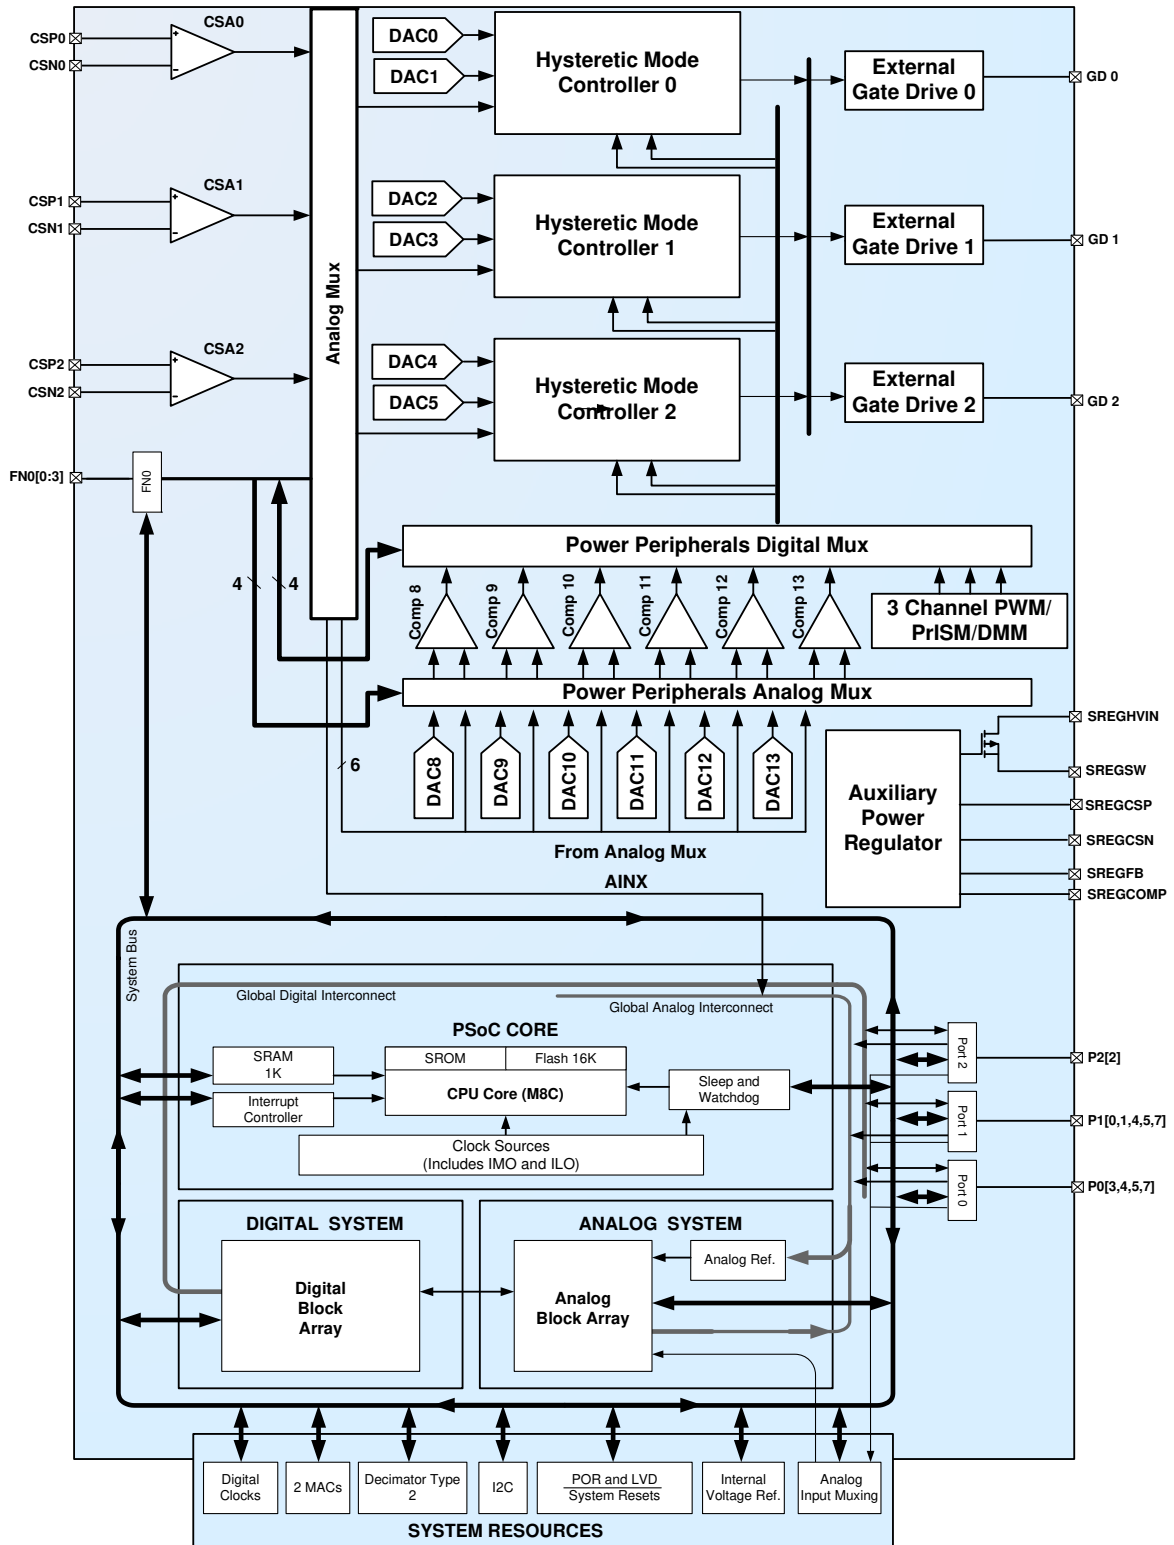 CSA0
CSP0
CSN0
DAC0
DAC1
Hysteretic Mode
Controller 0
External
Gate Drive 0
GD 0
CSA1
CSP1
CSN1
DAC2
DAC3
Hysteretic Mode
Controller 1
External
Gate Drive 1
GD 1
Analog Mux
CSA2
CSP2
CSN2
DAC4
DAC5
Hysteretic Mode
Controller 2
External
Gate Drive 2
GD 2
FN0[0:3]
FN0
4
4
Power Peripherals Digital Mux
Comp 8
Comp 9
Comp 10
Comp 11
Comp 12
Comp 13
3 Channel PWM/
PrISM/DMM
Power Peripherals Analog Mux
DAC8
DAC9
DAC10
DAC11
DAC12
DAC13
6
From Analog Mux
AINX
Auxiliary
Power
Regulator
SREGHVIN
SREGSW
SREGCSP
SREGCSN
SREGFB
SREGCOMP
System Bus
Global Digital Interconnect
Global Analog Interconnect
PSoC CORE
SRAM
1K
SROM
Flash 16K
CPU Core (M8C)
Interrupt
Controller
Sleep and
Watchdog
Clock Sources
(Includes IMO and ILO)
Port 2
P2[2]
Port 1
P1[0,1,4,5,7]
Port 0
P0[3,4,5,7]
DIGITAL SYSTEM
Digital
Block
Array
ANALOG SYSTEM
Analog
Block Array
Analog Ref.
Digital
Clocks
2 MACs
Decimator Type
2
I2C
POR and LVD
System Resets
Internal
Voltage Ref.
Analog
Input Muxing
SYSTEM RESOURCES